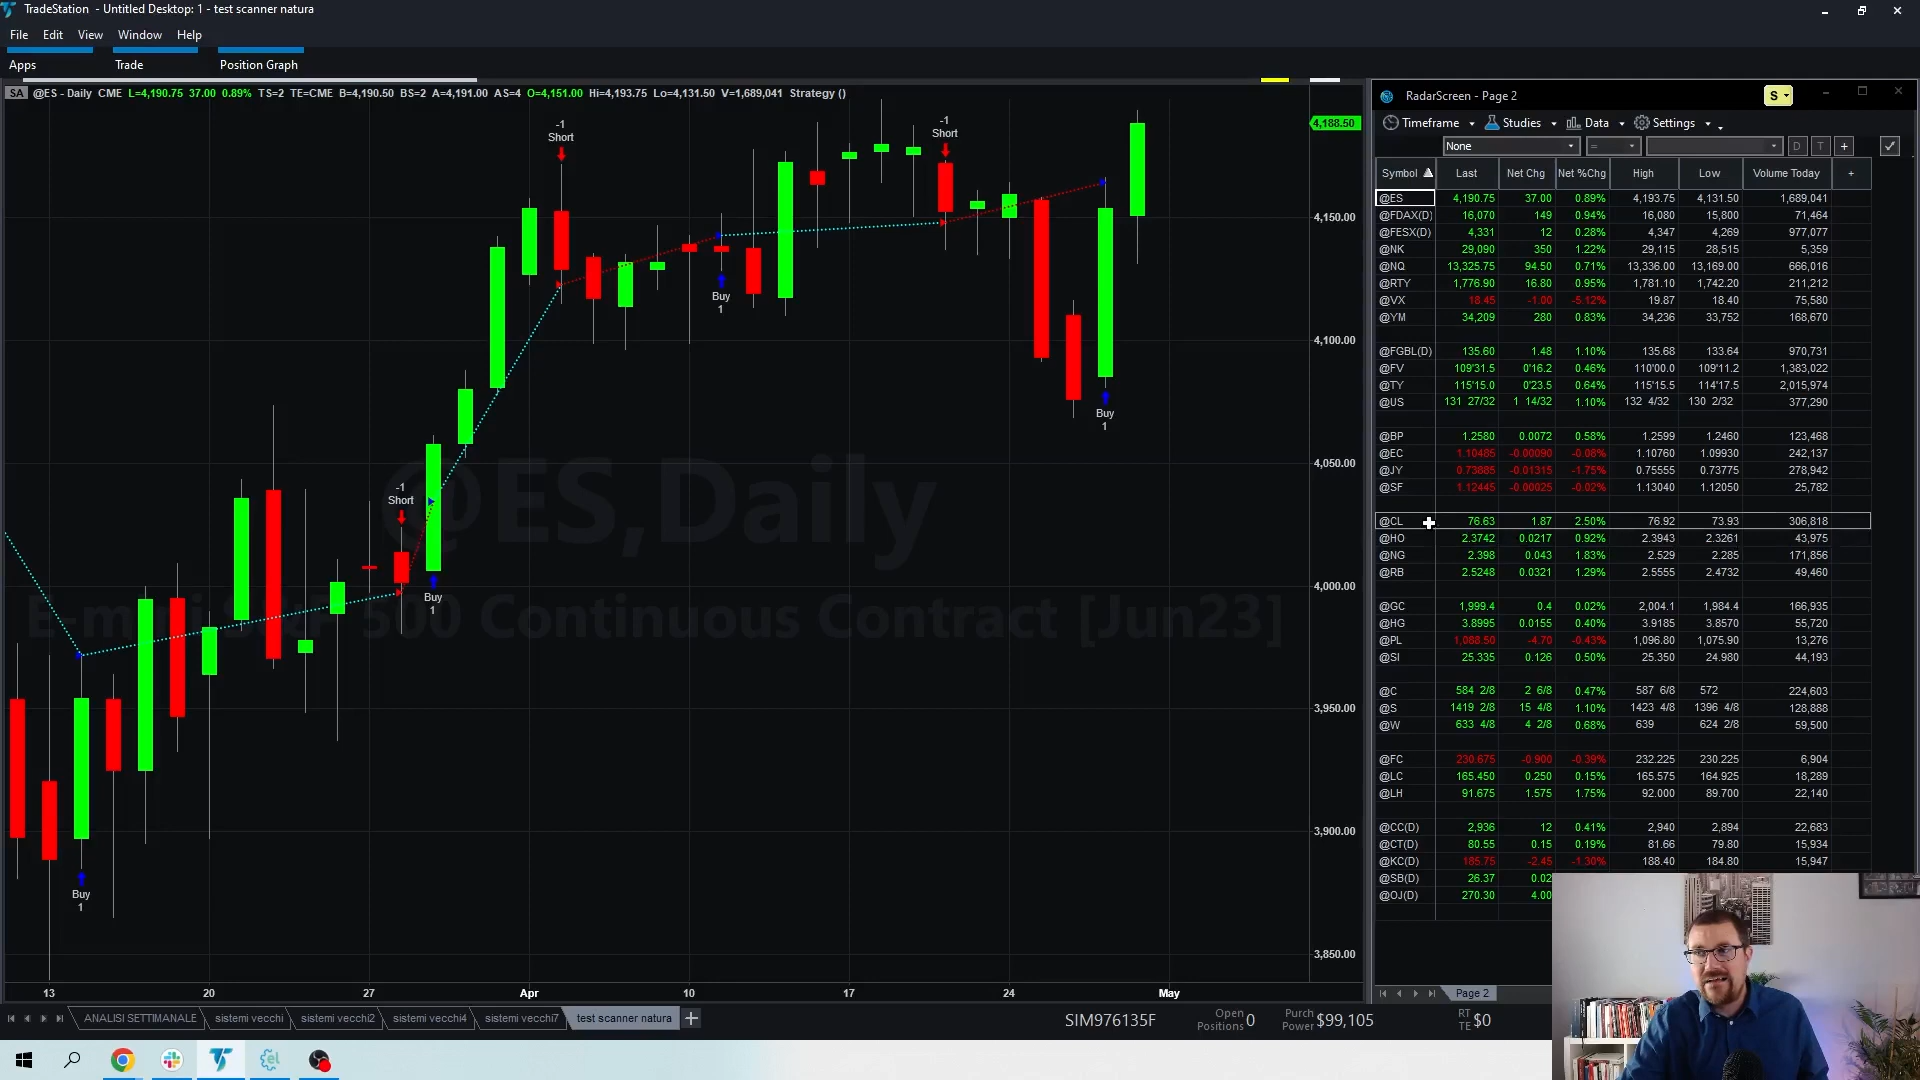 TradeStation - Untitled Desktop: 1 - test scanner natura
File Edit View Window Help
Apps Trade Position Graph
SA @ES - Daily CME L=4,190.75 37.00 0.89% TS=2 TE=CME B=4,190.50 BS=2 A=4,191.00 AS=4 O=4,151.00 Hi=4,193.75 Lo=4,131.50 V=1,689,041 Strategy ()
@ES,Daily
E-mini S&P 500 Continuous Contract [Jun23]
-1
Short
-1
Short
-1
Short
Buy
1
Buy
1
Buy
1
Buy
1
4,188.50
4,150.00
4,100.00
4,050.00
4,000.00
3,950.00
3,900.00
3,850.00
13 20 27 Apr 10 17 24 May
RadarScreen - Page 2 S
Timeframe Studies Data Settings
None = D T +
Symbol Last Net Chg Net %Chg High Low Volume Today +
@ES 4,190.75 37.00 0.89% 4,193.75 4,131.50 1,689,041
@FDAX(D) 16,070 149 0.94% 16,080 15,800 71,464
@FESX(D) 4,331 12 0.28% 4,347 4,269 977,077
@NK 29,090 350 1.22% 29,115 28,515 5,359
@NQ 13,325.75 94.50 0.71% 13,336.00 13,169.00 666,016
@RTY 1,776.90 16.80 0.95% 1,781.10 1,742.20 211,212
@VX 18.45 -1.00 -5.12% 19.87 18.40 75,580
@YM 34,209 280 0.83% 34,236 33,752 168,670
@FGBL(D) 135.60 1.48 1.10% 135.68 133.64 970,731
@FV 109'31.5 0'16.2 0.46% 110'00.0 109'11.2 1,383,022
@TY 115'15.0 0'23.5 0.64% 115'15.5 114'17.5 2,015,974
@US 131 27/32 1 14/32 1.10% 132 4/32 130 2/32 377,290
@BP 1.2580 0.0072 0.58% 1.2599 1.2460 123,468
@EC 1.10485 -0.00090 -0.08% 1.10760 1.09930 242,137
@JY 0.73885 -0.01315 -1.75% 0.75555 0.73775 278,942
@SF 1.12445 -0.00025 -0.02% 1.13040 1.12050 25,782
@CL 76.63 1.87 2.50% 76.92 73.93 306,818
@HO 2.3742 0.0217 0.92% 2.3943 2.3261 43,975
@NG 2.398 0.043 1.83% 2.529 2.285 171,856
@RB 2.5248 0.0321 1.29% 2.5555 2.4732 49,460
@GC 1,999.4 0.4 0.02% 2,004.1 1,984.4 166,935
@HG 3.8995 0.0155 0.40% 3.9185 3.8570 55,720
@PL 1,088.50 -4.70 -0.43% 1,096.80 1,075.90 13,276
@SI 25.335 0.126 0.50% 25.350 24.980 44,193
@C 584 2/8 2 6/8 0.47% 587 6/8 572 224,603
@S 1419 2/8 15 4/8 1.10% 1423 4/8 1396 4/8 128,888
@W 633 4/8 4 2/8 0.68% 639 624 2/8 59,500
@FC 230.675 -0.900 -0.39% 232.225 230.225 6,904
@LC 165.450 0.250 0.15% 165.575 164.925 18,289
@LH 91.675 1.575 1.75% 92.000 89.700 22,140
@CC(D) 2,936 12 0.41% 2,940 2,894 22,683
@CT(D) 80.55 0.15 0.19% 81.66 79.80 15,934
@KC(D) 185.75 -2.45 -1.30% 188.40 184.80 15,947
@SB(D) 26.37 0.02
@OJ(D) 270.30 4.00
Page 2
ANALISI SETTIMANALE sistemi vecchi sistemi vecchi2 sistemi vecchi4 sistemi vecchi7 test scanner natura +
SIM976135F Open Positions 0 Purch Power $99,105 RT TE $0